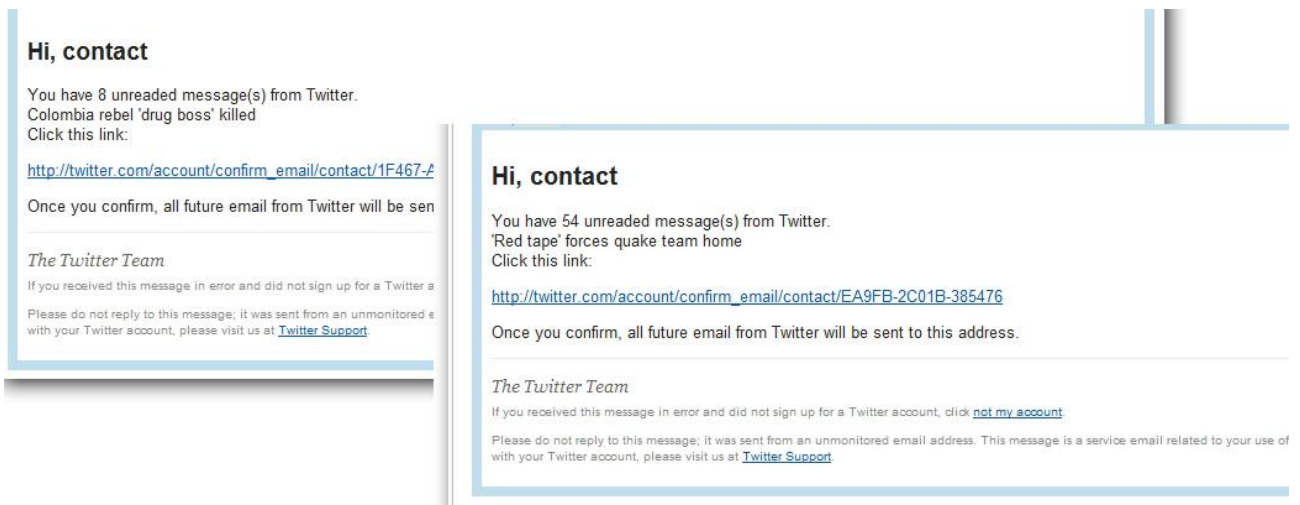 Hi, contact
You have 8 unreaded message(s) from Twitter.
Colombia rebel 'drug boss' killed
Click this link:
http://twitter.com/account/confirm_email/contact/1F467-A
Once you confirm, all future email from Twitter will be sen
The Twitter Team
If you received this message in error and did not sign up for a Twitter a
Please do not reply to this message; it was sent from an unmonitored e
with your Twitter account, please visit us at Twitter Support.
Hi, contact
You have 54 unreaded message(s) from Twitter.
'Red tape' forces quake team home
Click this link:
http://twitter.com/account/confirm_email/contact/EA9FB-2C01B-385476
Once you confirm, all future email from Twitter will be sent to this address.
The Twitter Team
If you received this message in error and did not sign up for a Twitter account, click not my account.
Please do not reply to this message; it was sent from an unmonitored email address. This message is a service email related to your use of
with your Twitter account, please visit us at Twitter Support.